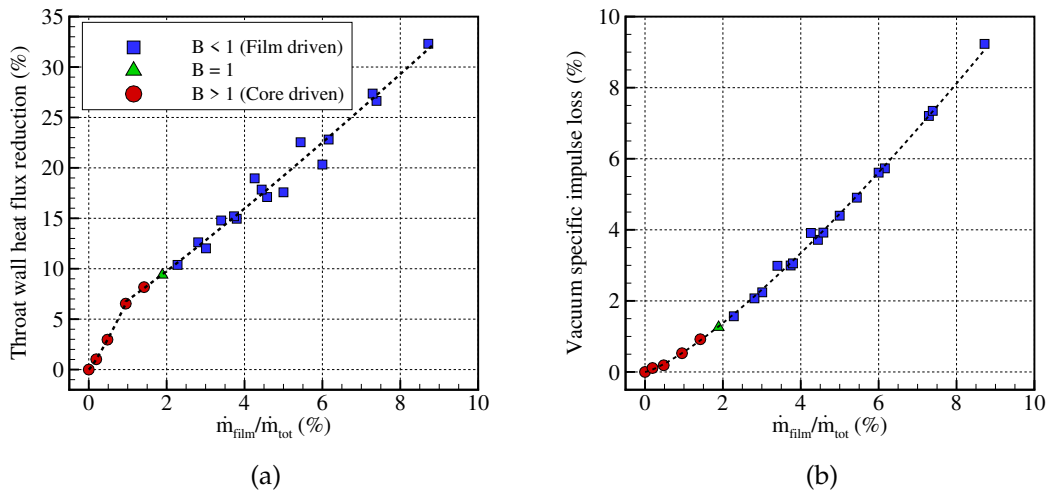 Throat wall heat flux reduction (%)
35
30
25
20
15
10
5
0
B < 1 (Film driven)
B = 1
B > 1 (Core driven)
0 2 4 6 8 10
ṁfilm/ṁtot (%)
(a)
Vacuum specific impulse loss (%)
10
8
6
4
2
0
0 2 4 6 8 10
ṁfilm/ṁtot (%)
(b)